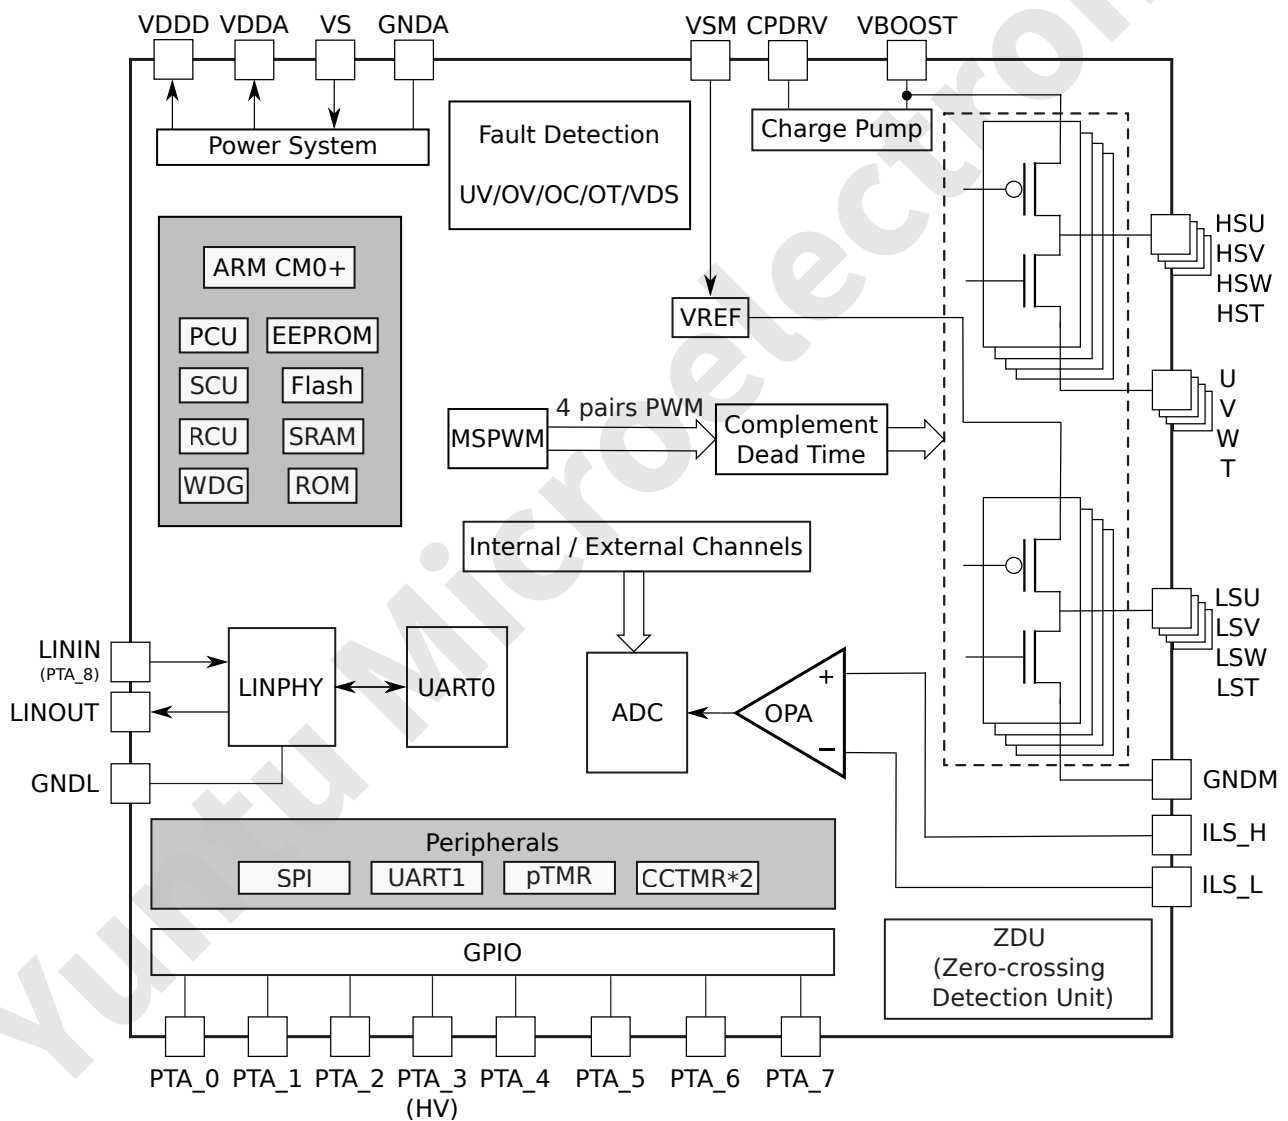 VDDD VDDA VS GNDA VSM CPDRV VBOOST
Power System
Fault Detection
UV/OV/OC/OT/VDS
Charge Pump
ARM CM0+
PCU EEPROM
SCU Flash
RCU SRAM
WDG ROM
VREF
HSU
HSV
HSW
HST
4 pairs PWM
MSPWM
Complement
Dead Time
U
V
W
T
Internal / External Channels
LSU
LSV
LSW
LST
LININ
(PTA_8)
LINOUT
GNDL
LINPHY
UART0
ADC
OPA
+
−
GNDM
ILS_H
ILS_L
Peripherals
SPI UART1 pTMR CCTMR*2
GPIO
ZDU
(Zero-crossing
Detection Unit)
PTA_0 PTA_1 PTA_2 PTA_3 PTA_4 PTA_5 PTA_6 PTA_7
(HV)
Yuntu Microelectron